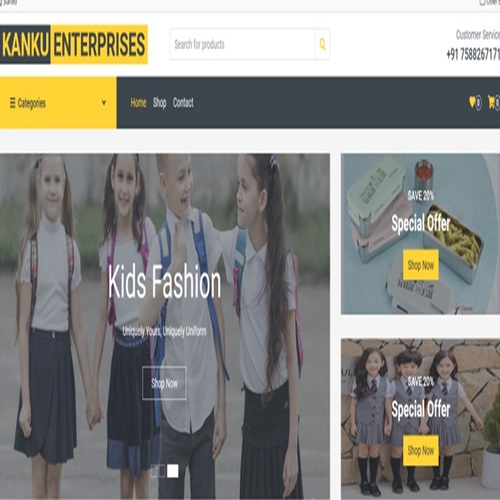 KANKU ENTERPRISES
Search for products
Customer Service
+91 7588267171
Categories
Home Shop Contact
0
0
Kids Fashion
Uniquely Yours, Uniquely Uniform
Shop Now
SAVE 20%
Special Offer
Shop Now
SAVE 20%
Special Offer
Shop Now